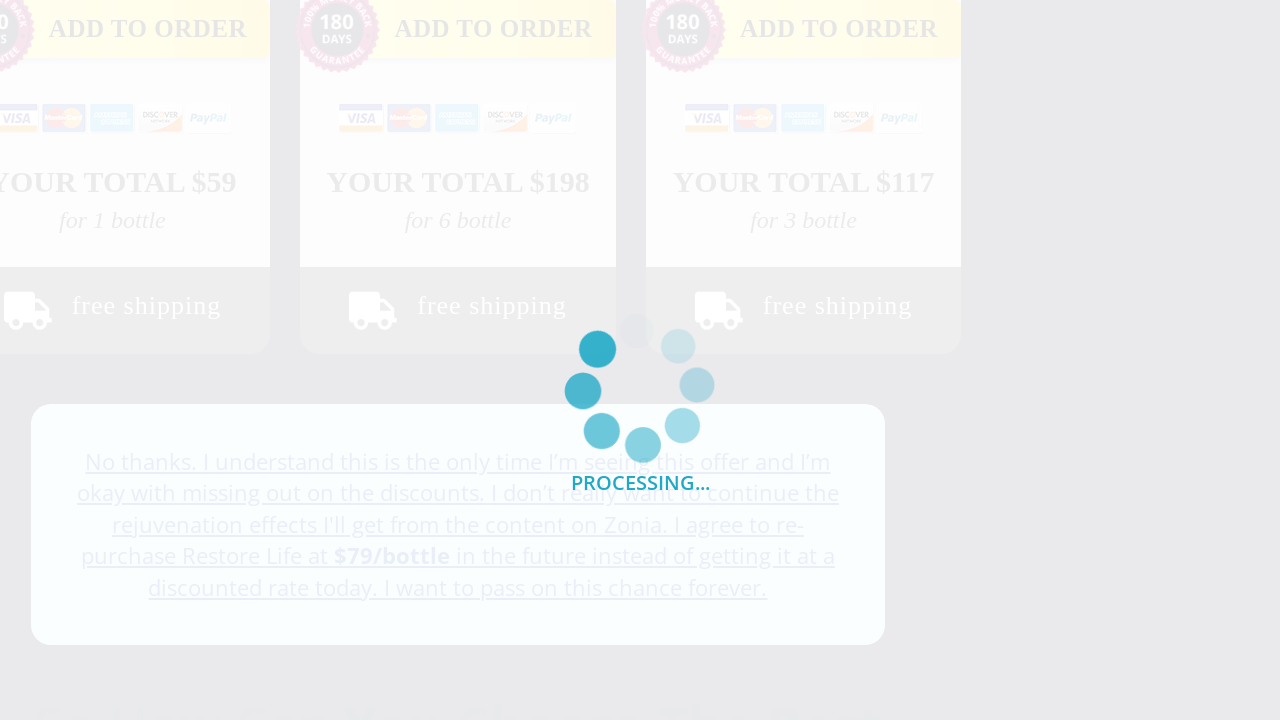 ADD TO ORDER
180
DAYS
GUARANTEE
ADD TO ORDER
180
DAYS
GUARANTEE
ADD TO ORDER
VISA MasterCard DISCOVER PayPal
VISA MasterCard DISCOVER PayPal
VISA MasterCard DISCOVER PayPal
YOUR TOTAL $59
for 1 bottle
YOUR TOTAL $198
for 6 bottle
YOUR TOTAL $117
for 3 bottle
free shipping
free shipping
free shipping
No thanks. I understand this is the only time I'm seeing this offer and I'm
okay with missing out on the discounts. I don't really want to continue the
rejuvenation effects I'll get from the content on Zonia. I agree to re-
purchase Restore Life at $79/bottle in the future instead of getting it at a
discounted rate today. I want to pass on this chance forever.
PROCESSING...